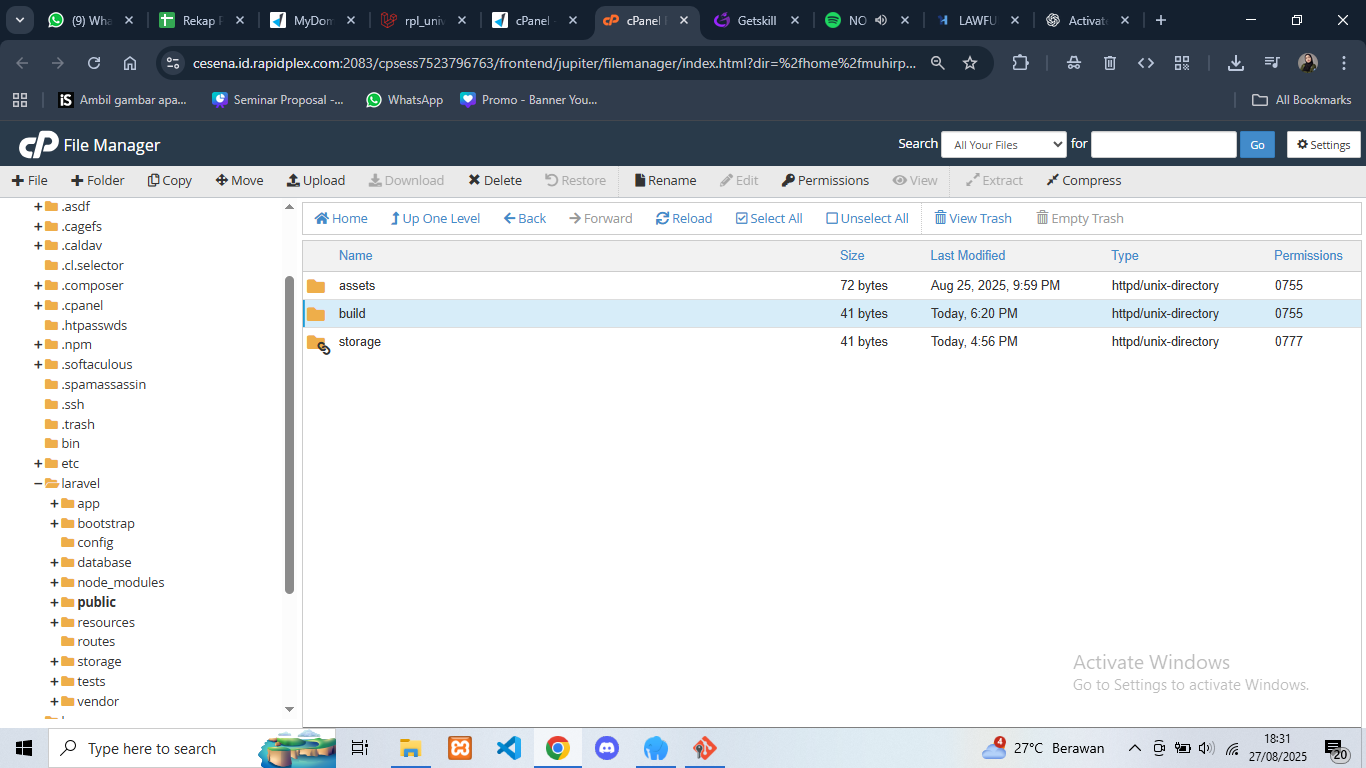 (9) Wha
Rekap P
MyDom
rpl_univ
cPanel -
cPanel
Getskill
NO
LAWFU
Activate
cesena.id.rapidplex.com:2083/cpsess7523796763/frontend/jupiter/filemanager/index.html?dir=%2fhome%2fmuhirp...
Ambil gambar apa...
Seminar Proposal -...
WhatsApp
Promo - Banner You...
All Bookmarks
cP File Manager
Search All Your Files for Go Settings
File Folder Copy Move Upload Download Delete Restore Rename Edit Permissions View Extract Compress
Home Up One Level Back Forward Reload Select All Unselect All View Trash Empty Trash
.asdf
.cagefs
.caldav
.cl.selector
.composer
.cpanel
.htpasswds
.npm
.softaculous
.spamassassin
.ssh
.trash
bin
etc
laravel
app
bootstrap
config
database
node_modules
public
resources
routes
storage
tests
vendor
Name Size Last Modified Type Permissions
assets 72 bytes Aug 25, 2025, 9:59 PM httpd/unix-directory 0755
build 41 bytes Today, 6:20 PM httpd/unix-directory 0755
storage 41 bytes Today, 4:56 PM httpd/unix-directory 0777
Activate Windows
Go to Settings to activate Windows.
Type here to search
4
27°C Berawan
18:31
27/08/2025
20